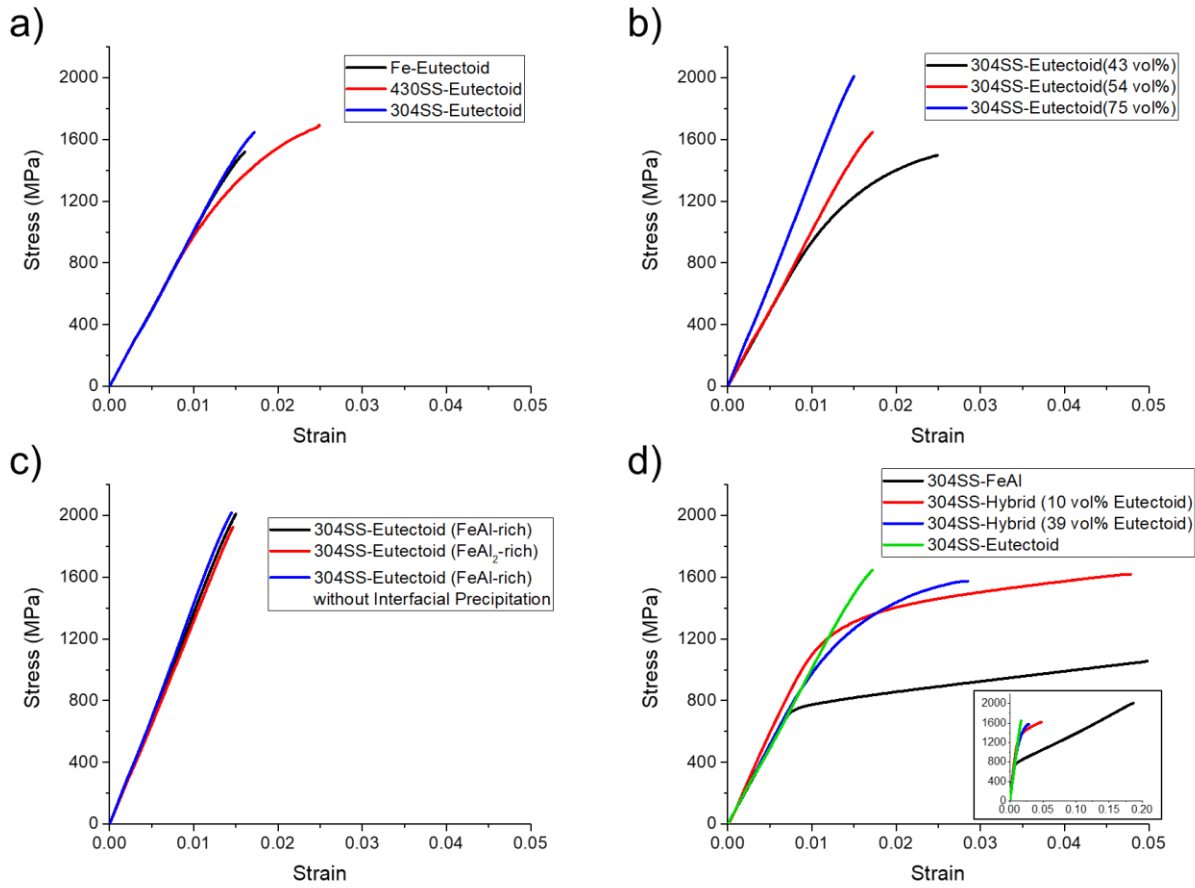 a)
Fe-Eutectoid
430SS-Eutectoid
304SS-Eutectoid
2000
1600
1200
800
400
0
Stress (MPa)
0.00 0.01 0.02 0.03 0.04 0.05
Strain
b)
304SS-Eutectoid(43 vol%)
304SS-Eutectoid(54 vol%)
304SS-Eutectoid(75 vol%)
2000
1600
1200
800
400
0
Stress (MPa)
0.00 0.01 0.02 0.03 0.04 0.05
Strain
c)
304SS-Eutectoid (FeAl-rich)
304SS-Eutectoid (FeAl₂-rich)
304SS-Eutectoid (FeAl-rich)
without Interfacial Precipitation
2000
1600
1200
800
400
0
Stress (MPa)
0.00 0.01 0.02 0.03 0.04 0.05
Strain
d)
304SS-FeAl
304SS-Hybrid (10 vol% Eutectoid)
304SS-Hybrid (39 vol% Eutectoid)
304SS-Eutectoid
2000
1600
1200
800
400
0
Stress (MPa)
0.00 0.01 0.02 0.03 0.04 0.05
Strain
2000
1600
1200
800
400
0
0.00 0.05 0.10 0.15 0.20